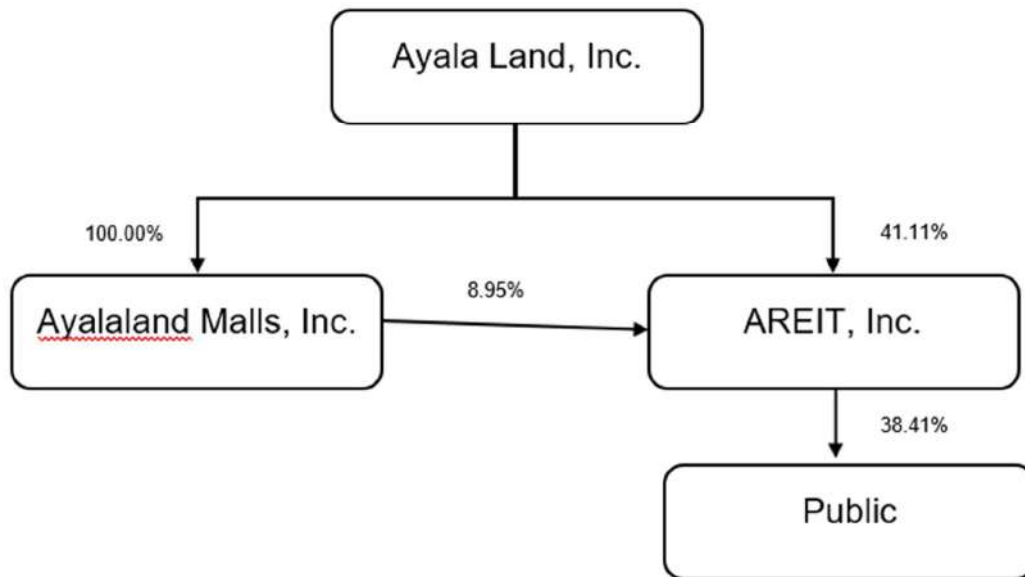 Ayala Land, Inc.
100.00%
41.11%
Ayalaland Malls, Inc.
8.95%
AREIT, Inc.
38.41%
Public